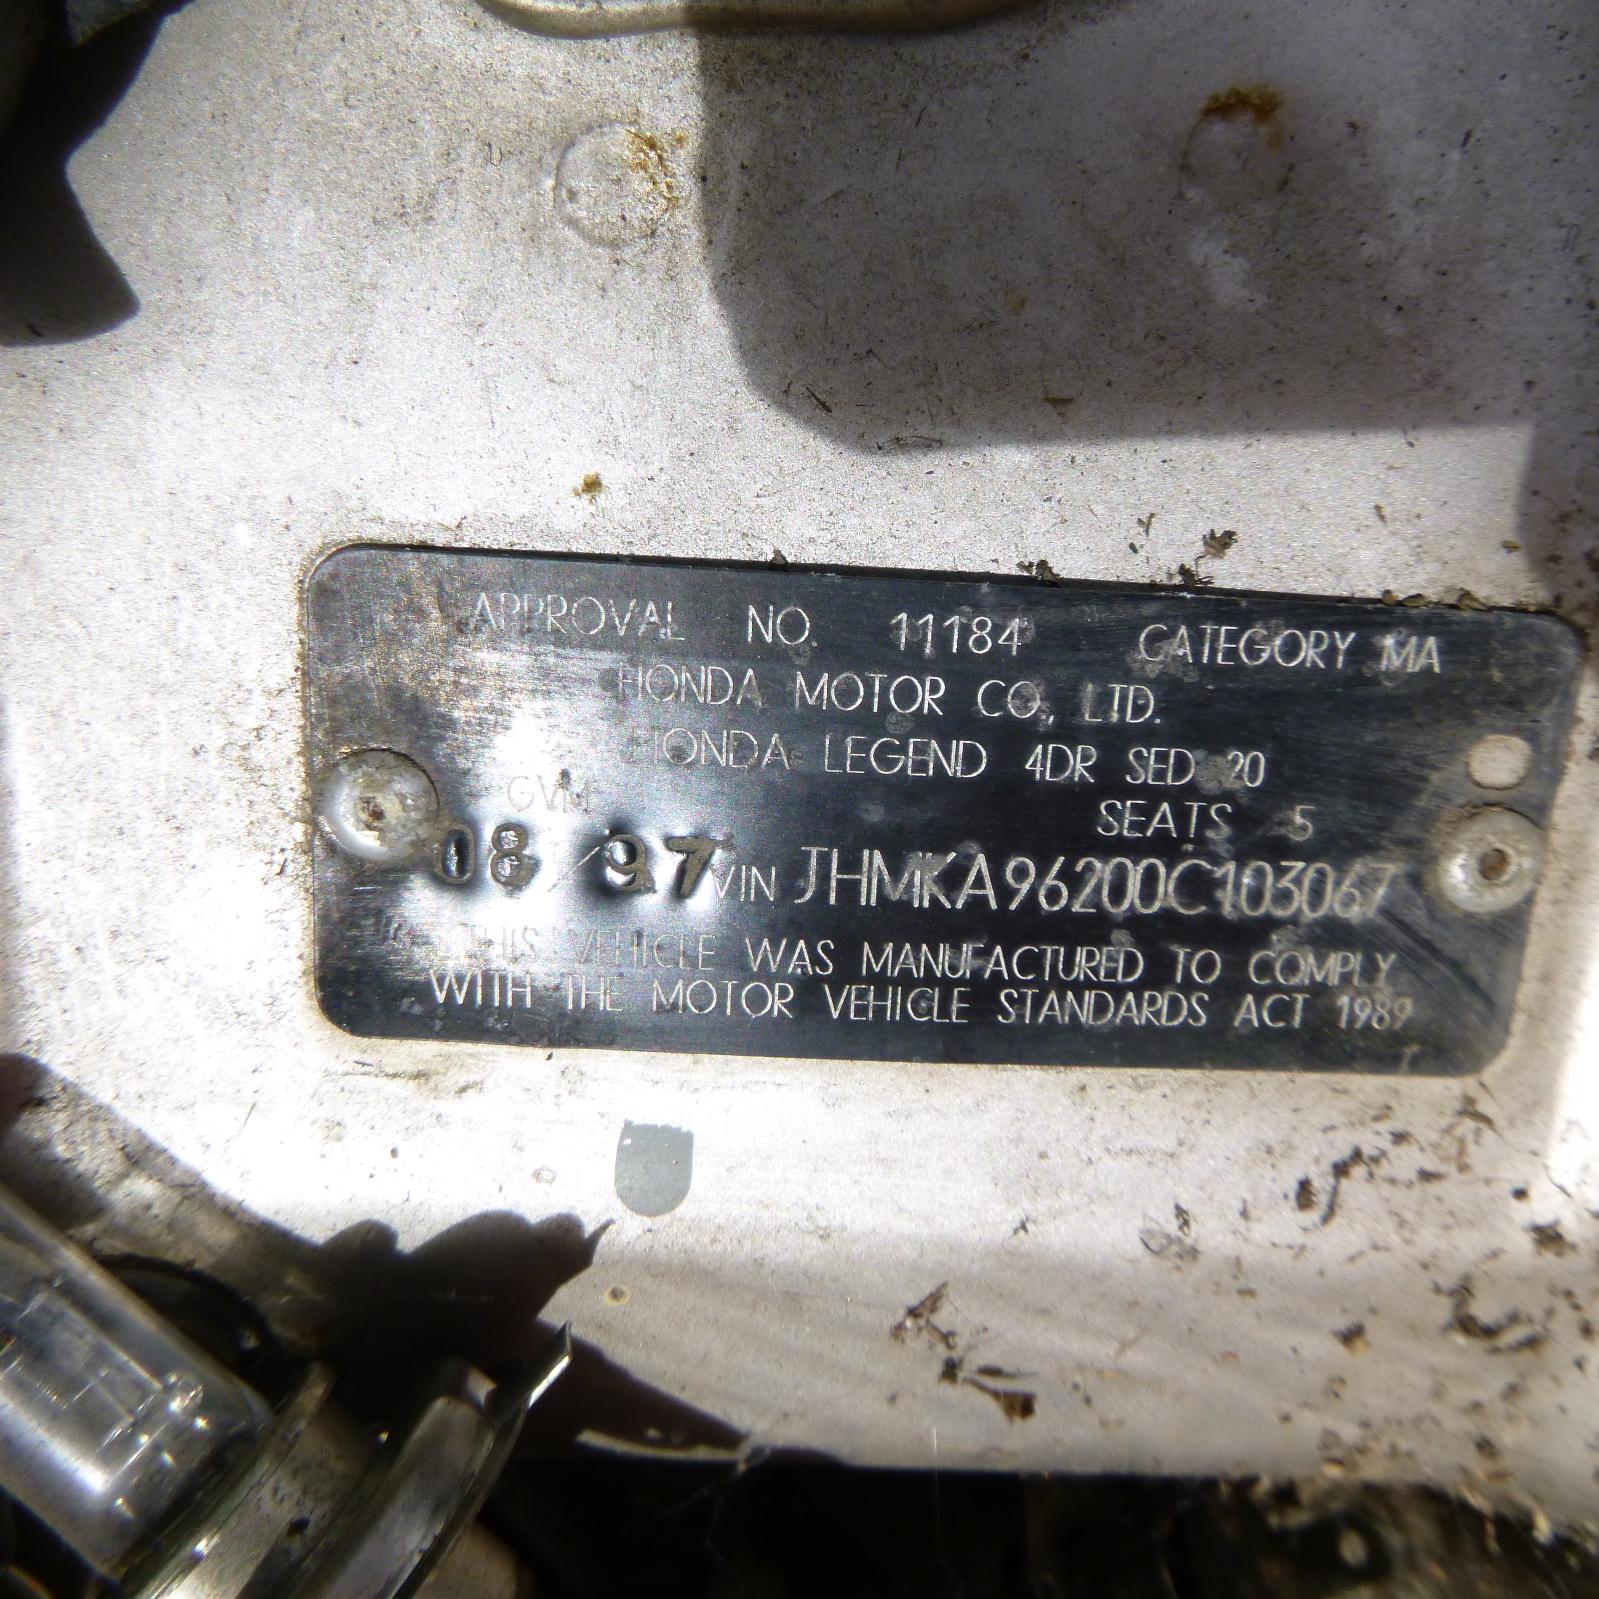 APPROVAL NO. 11184 CATEGORY MA
HONDA MOTOR CO., LTD.
HONDA LEGEND 4DR SED 20
GVM SEATS 5
08/97 VIN JHMKA96200C103067
THIS VEHICLE WAS MANUFACTURED TO COMPLY
WITH THE MOTOR VEHICLE STANDARDS ACT 1989